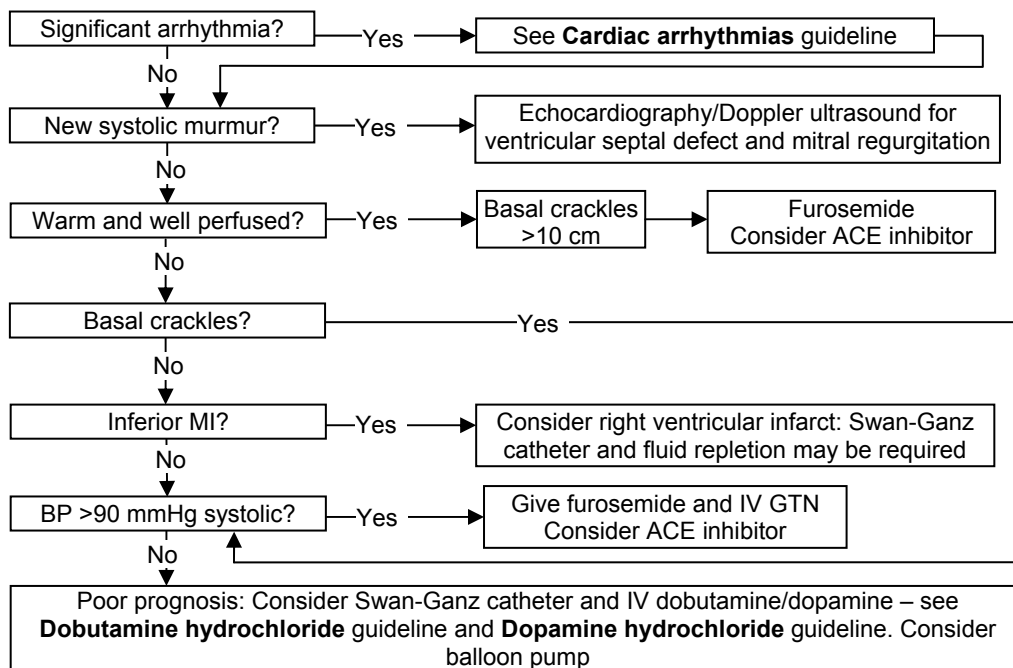 Significant arrhythmia?
Yes
See Cardiac arrhythmias guideline
No
New systolic murmur?
Yes
Echocardiography/Doppler ultrasound for
ventricular septal defect and mitral regurgitation
No
Warm and well perfused?
Yes
Basal crackles
>10 cm
Furosemide
Consider ACE inhibitor
No
Basal crackles?
Yes
No
Inferior MI?
Yes
Consider right ventricular infarct: Swan-Ganz
catheter and fluid repletion may be required
No
BP >90 mmHg systolic?
Yes
Give furosemide and IV GTN
Consider ACE inhibitor
No
Poor prognosis: Consider Swan-Ganz catheter and IV dobutamine/dopamine – see
Dobutamine hydrochloride guideline and Dopamine hydrochloride guideline. Consider
balloon pump